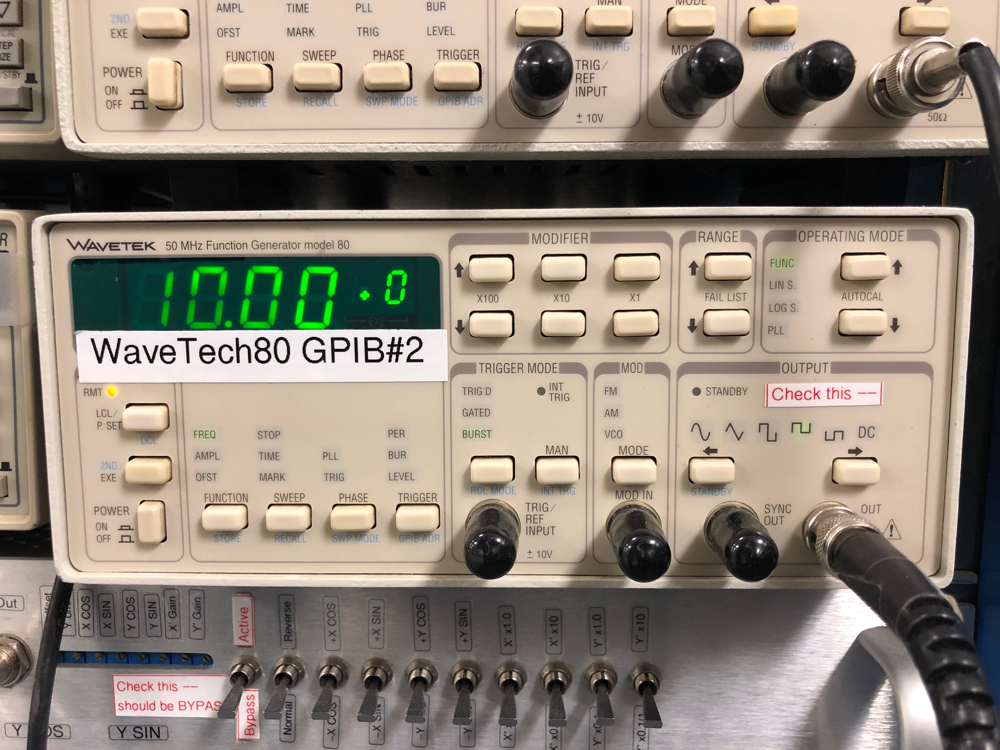 AMPL TIME PLL BUR
2ND
EXE
OFST MARK TRIG LEVEL
MAN
MODE
FUNCTION SWEEP PHASE TRIGGER
INT TRG
STANDBY
POWER
ON
OFF
STORE RECALL SWP MODE GPIB ADR
TRIG/
REF
INPUT
± 10V
50Ω
WAVETEK 50 MHz Function Generator model 80
10.00 +0
EXP
WaveTech80 GPIB#2
MODIFIER
X100 X10 X1
RANGE
FAIL LIST
OPERATING MODE
FUNC
LIN S.
LOG S.
PLL
AUTOCAL
RMT
LCL/
P. SET
DCL
2ND/
EXE
POWER
ON
OFF
FREQ STOP PER
AMPL TIME PLL BUR
OFST MARK TRIG LEVEL
FUNCTION SWEEP PHASE TRIGGER
STORE RECALL SWP MODE GPIB ADR
TRIGGER MODE
TRIG'D
GATED
BURST
INT
TRIG
MAN
RCL MODE INT TRG
TRIG/
REF
INPUT
± 10V
MOD
FM
AM
VCO
MODE
MOD IN
OUTPUT
STANDBY
Check this --
DC
STANDBY
SYNC
OUT
OUT
Out
X COS
X SIN
Y COS
Y SIN
X' Gain
Y' Gain
Active
Reverse
+X COS
+X SIN
+Y COS
+Y SIN
X' x1.0
X' x10
Y' x1.0
Y' x10
Check this --
should be BYPAS
Bypass
Normal
-X COS
-X SIN
Y SIN